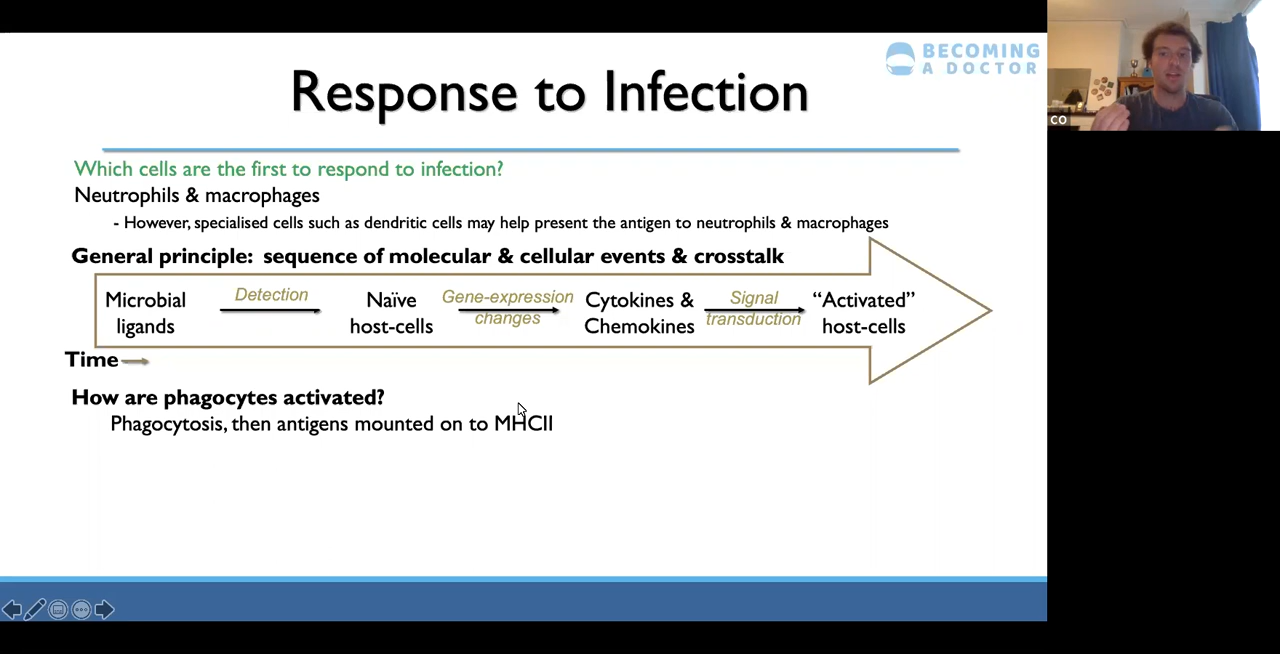 BECOMING
A DOCTOR
Response to Infection
CO
Which cells are the first to respond to infection?
Neutrophils & macrophages
- However, specialised cells such as dendritic cells may help present the antigen to neutrophils & macrophages
General principle: sequence of molecular & cellular events & crosstalk
Microbial ligands
Detection
Naïve host-cells
Gene-expression changes
Cytokines & Chemokines
Signal transduction
“Activated” host-cells
Time
How are phagocytes activated?
Phagocytosis, then antigens mounted on to MHCII